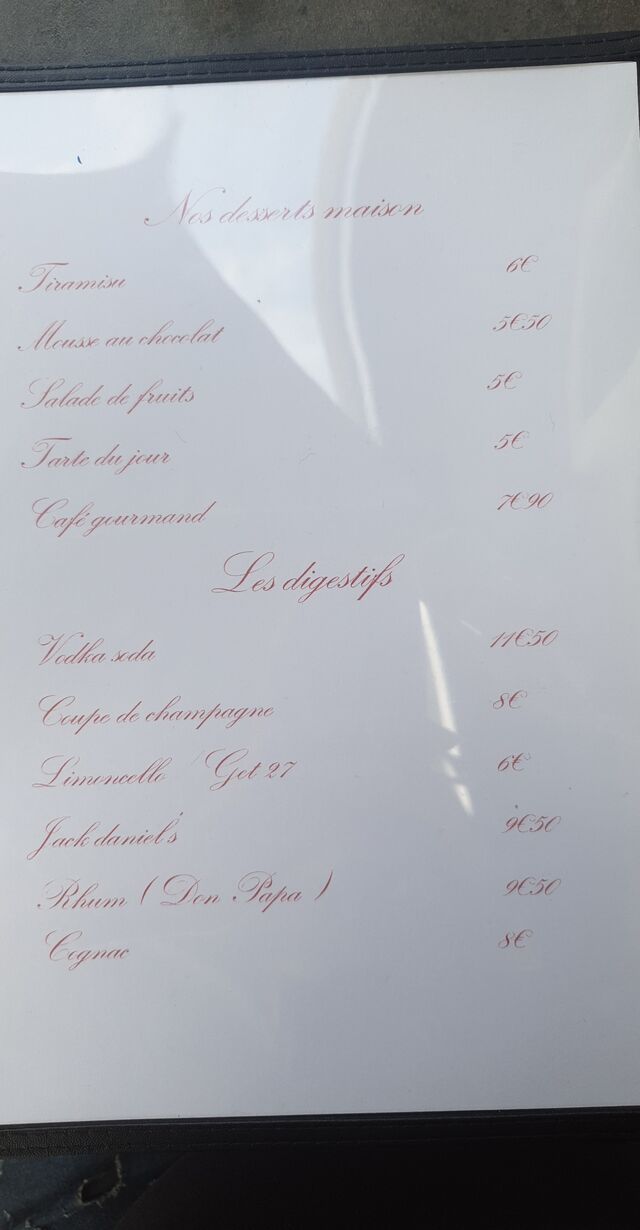 Nos desserts maison
Tiramisu 6€
Mousse au chocolat 5€50
Salade de fruits 5€
Tarte du jour 5€
Café gourmand 7€90
Les digestifs
Vodka soda 11€50
Coupe de champagne 8€
Limoncello Get 27 6€
Jack daniel's 9€50
Rhum ( Don Papa ) 9€50
Cognac 8€